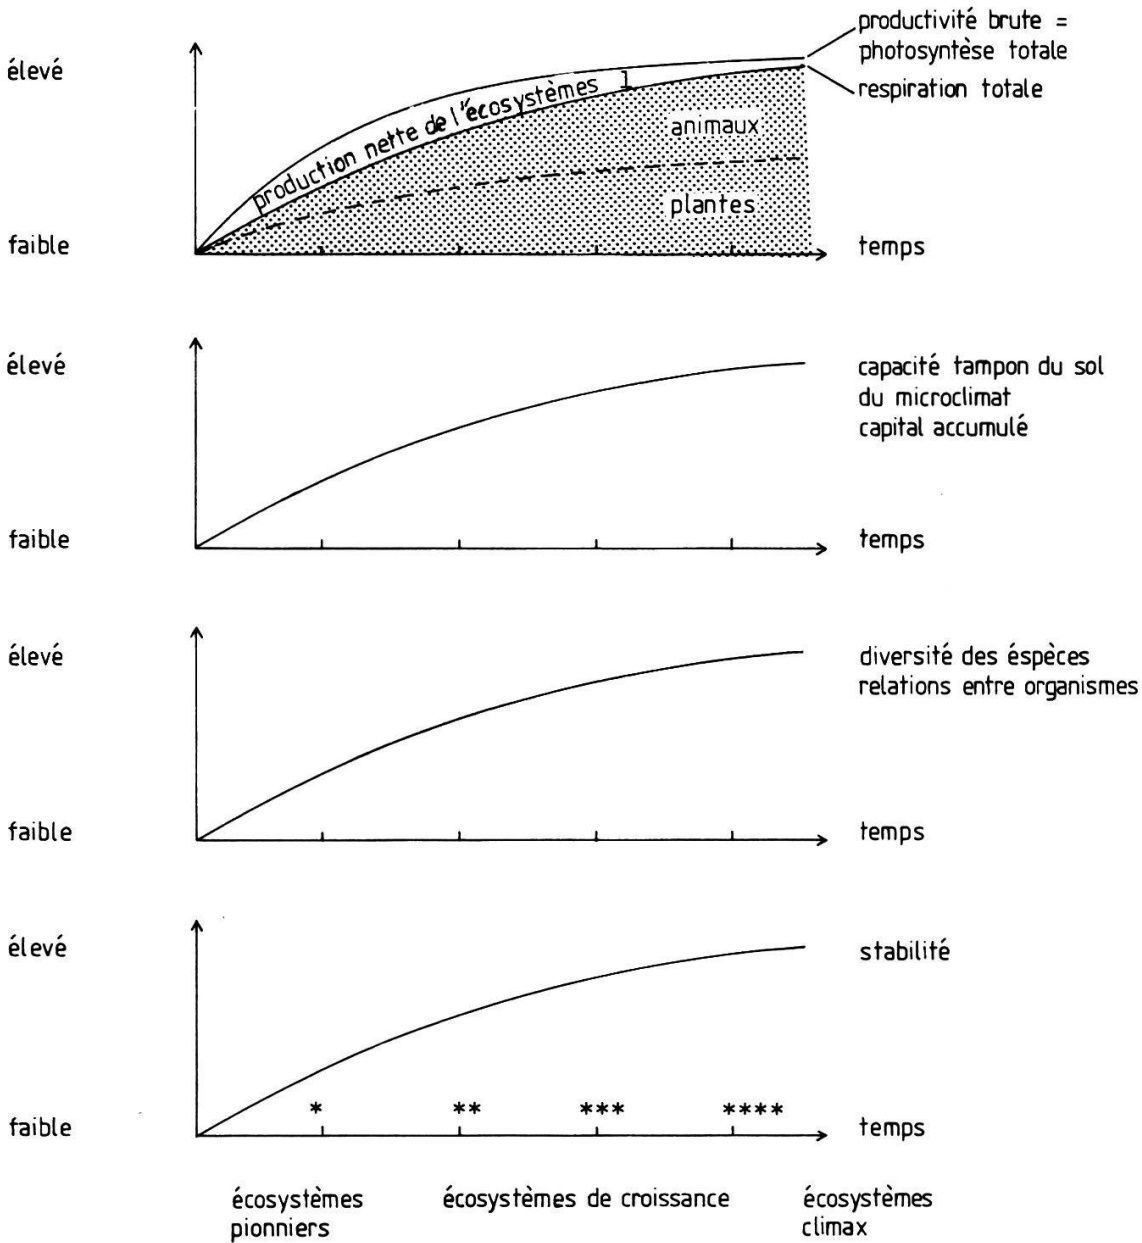 productivité brute =
photosyntèse totale
élevé
respiration totale
production nette de l'écosystèmes 1
animaux
plantes
faible
temps
élevé
capacité tampon du sol
du microclimat
capital accumulé
faible
temps
élevé
diversité des éspèces
relations entre organismes
faible
temps
élevé
stabilité
* ** *** ****
faible
temps
écosystèmes
pionniers
écosystèmes de croissance
écosystèmes
climax